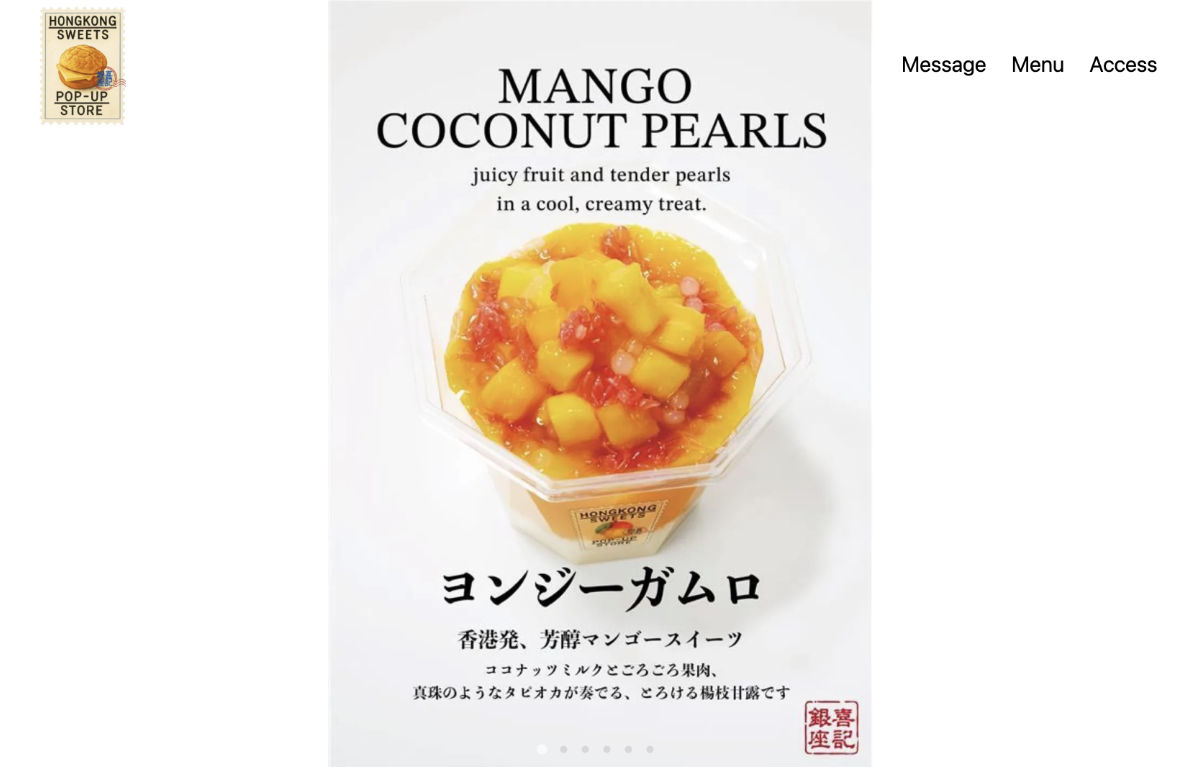 HONGKONG
SWEETS
POP-UP
STORE
Message Menu Access
MANGO
COCONUT PEARLS
juicy fruit and tender pearls
in a cool, creamy treat.
HONGKONG
SWEETS
POP-UP
STORE
ヨンジーガムロ
香港発、芳醇マンゴースイーツ
ココナッツミルクとごろごろ果肉、
真珠のようなタピオカが奏でる、とろける楊枝甘露です
銀座
喜記